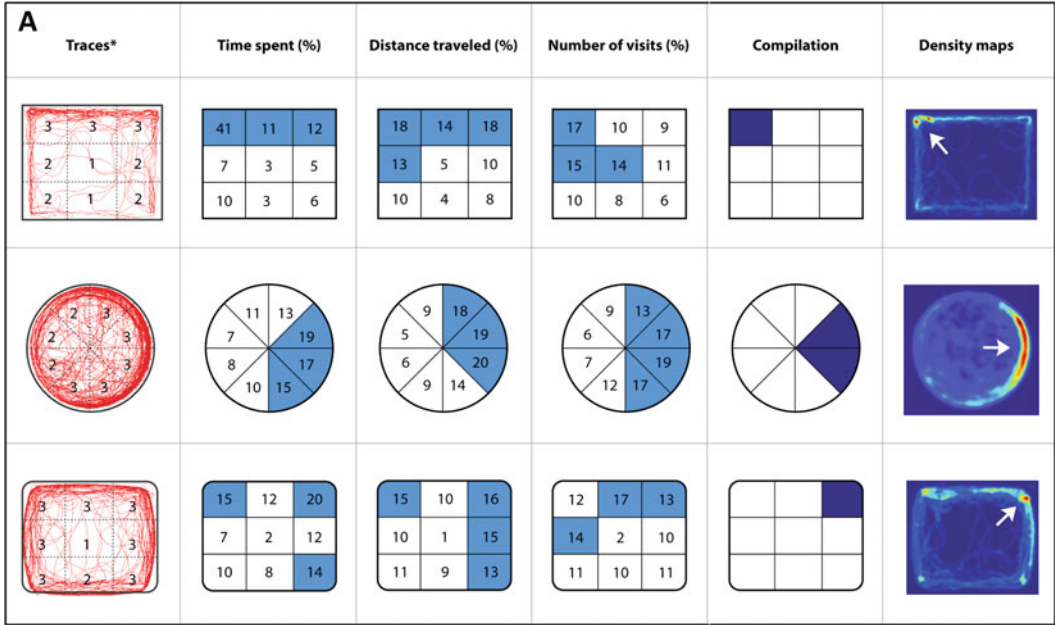 A
Traces* Time spent (%) Distance traveled (%) Number of visits (%) Compilation Density maps
3 3 3 41 11 12 18 14 18 17 10 9
2 1 2 7 3 5 13 5 10 15 14 11
2 1 2 10 3 6 10 4 8 10 8 6
2 3 11 13 9 18 9 13
2 3 7 19 5 19 6 17
2 3 8 17 6 20 7 19
3 3 10 15 9 14 12 17
3 3 3 15 12 20 15 10 16 12 17 13
3 1 3 7 2 12 10 1 15 14 2 10
3 2 3 10 8 14 11 9 13 11 10 11